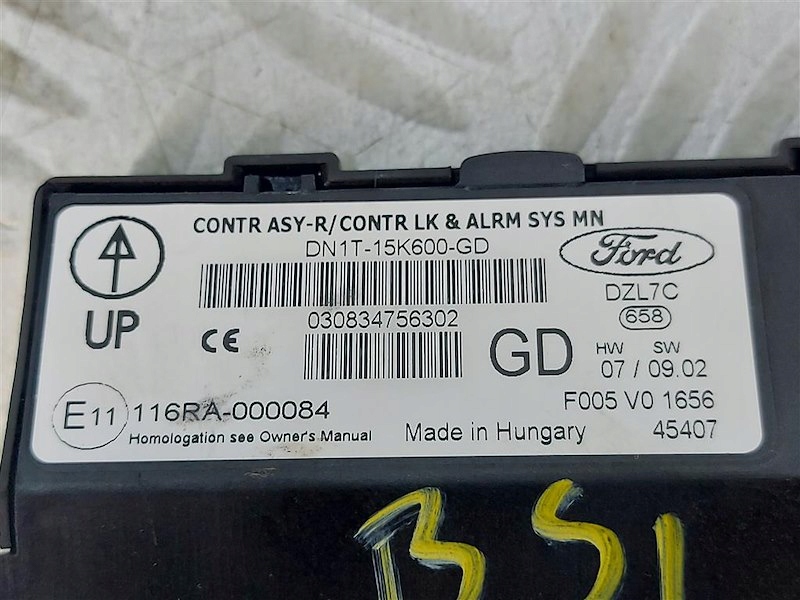 CONTR ASY-R/CONTR LK & ALRM SYS MN
DN1T-15K600-GD
Ford
DZL7C
658
UP
CE
030834756302
GD
HW SW
07 / 09.02
E11 116RA-000084
F005 V0 1656
Homologation see Owner's Manual
Made in Hungary
45407
BSI